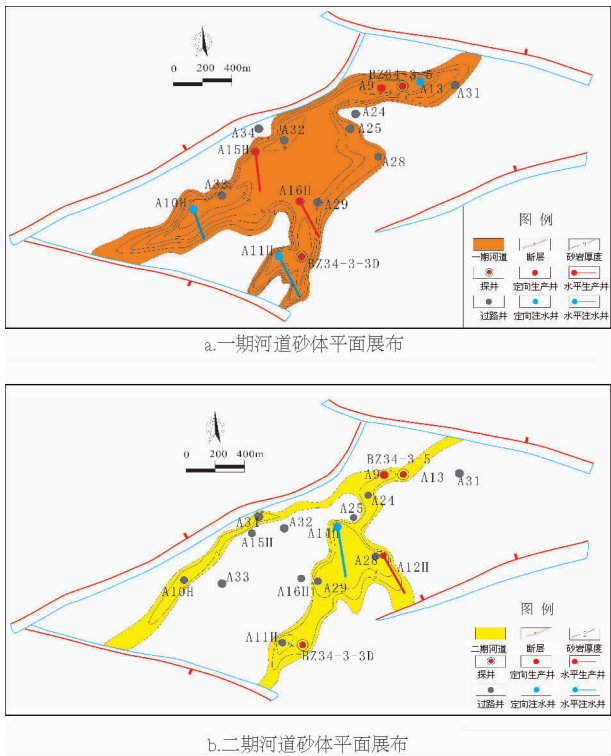 0 200 400m
BZ34-3-5
A9
A13
A31
A24
A34
A32
A25
A15H
A28
A33
A16H
A29
A10H
A11H
BZ34-3-3D
图 例
一期河道 断层 砂岩厚度
探井 定向生产井 水平生产井
过路井 定向注水井 水平注水井
a.一期河道砂体平面展布
0 200 400m
BZ34-3-5
A9
A13
A31
A24
A25
A31
A32
A14H
A15H
A28
A12H
A10H
A33
A16H
A29
A11H
BZ34-3-3D
图 例
二期河道 断层 砂岩厚度
探井 定向生产井 水平生产井
过路井 定向注水井 水平注水井
b.二期河道砂体平面展布